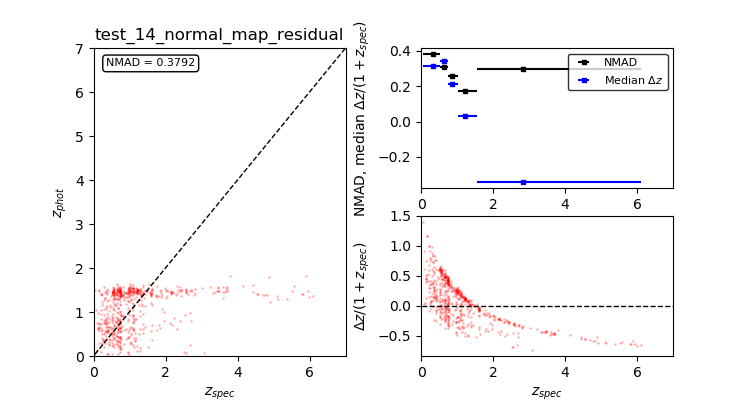 test_14_normal_map_residual
NMAD = 0.3792
7
6
5
4
3
2
1
0
z_phot
0 2 4 6
z_spec
NMAD, median Δz/(1 + z_spec)
0.4
0.2
0.0
−0.2
NMAD
Median Δz
0 2 4 6
Δz/(1 + z_spec)
1.5
1.0
0.5
0.0
−0.5
0 2 4 6
z_spec